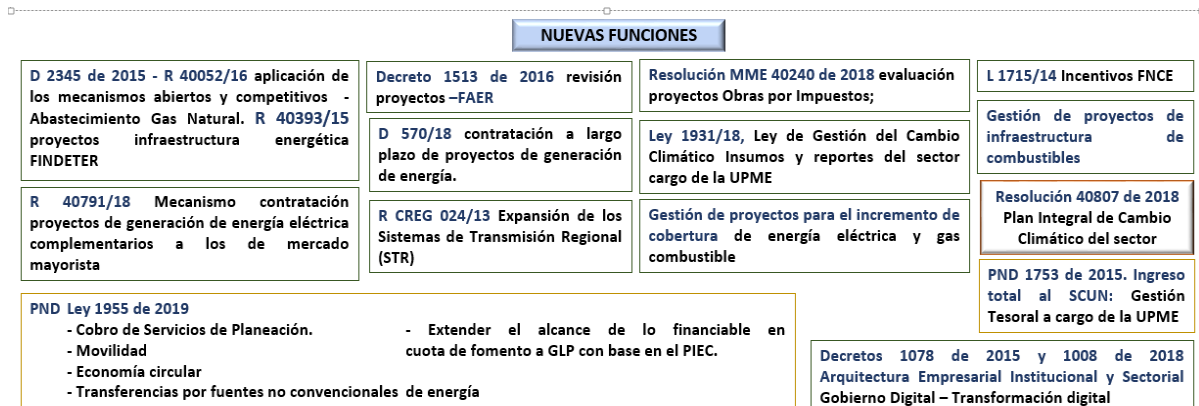 NUEVAS FUNCIONES
D 2345 de 2015 - R 40052/16 aplicación de
los mecanismos abiertos y competitivos -
Abastecimiento Gas Natural. R 40393/15
proyectos infraestructura energética
FINDETER
R 40791/18 Mecanismo contratación
proyectos de generación de energía eléctrica
complementarios a los de mercado
mayorista
Decreto 1513 de 2016 revisión
proyectos –FAER
D 570/18 contratación a largo
plazo de proyectos de generación
de energía.
R CREG 024/13 Expansión de los
Sistemas de Transmisión Regional
(STR)
Resolución MME 40240 de 2018 evaluación
proyectos Obras por Impuestos;
Ley 1931/18, Ley de Gestión del Cambio
Climático Insumos y reportes del sector
cargo de la UPME
Gestión de proyectos para el incremento de
cobertura de energía eléctrica y gas
combustible
L 1715/14 Incentivos FNCE
Gestión de proyectos de
infraestructura de
combustibles
Resolución 40807 de 2018
Plan Integral de Cambio
Climático del sector
PND 1753 de 2015. Ingreso
total al SCUN: Gestión
Tesoral a cargo de la UPME
PND Ley 1955 de 2019
- Cobro de Servicios de Planeación.
- Movilidad
- Economía circular
- Transferencias por fuentes no convencionales de energía
- Extender el alcance de lo financiable en
cuota de fomento a GLP con base en el PIEC.
Decretos 1078 de 2015 y 1008 de 2018
Arquitectura Empresarial Institucional y Sectorial
Gobierno Digital – Transformación digital